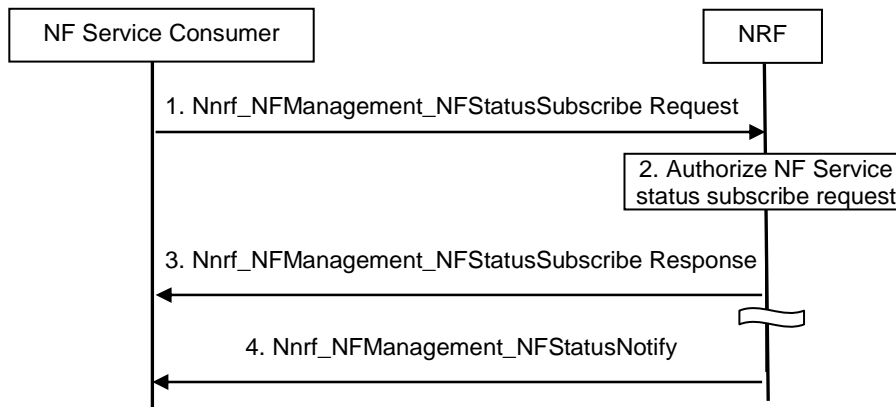 NF Service Consumer
NRF
1. Nnrf_NFManagement_NFStatusSubscribe Request
2. Authorize NF Service
status subscribe request
3. Nnrf_NFManagement_NFStatusSubscribe Response
4. Nnrf_NFManagement_NFStatusNotify